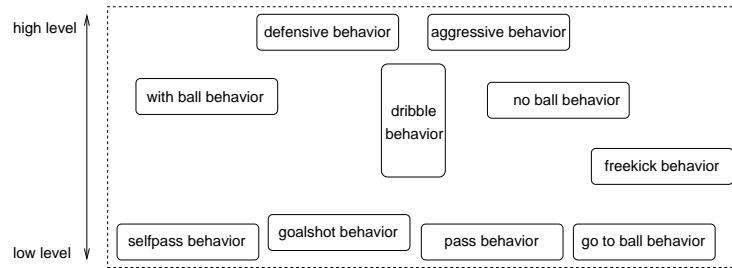 high level
defensive behavior
aggressive behavior
with ball behavior
dribble
behavior
no ball behavior
freekick behavior
selfpass behavior
goalshot behavior
pass behavior
go to ball behavior
low level